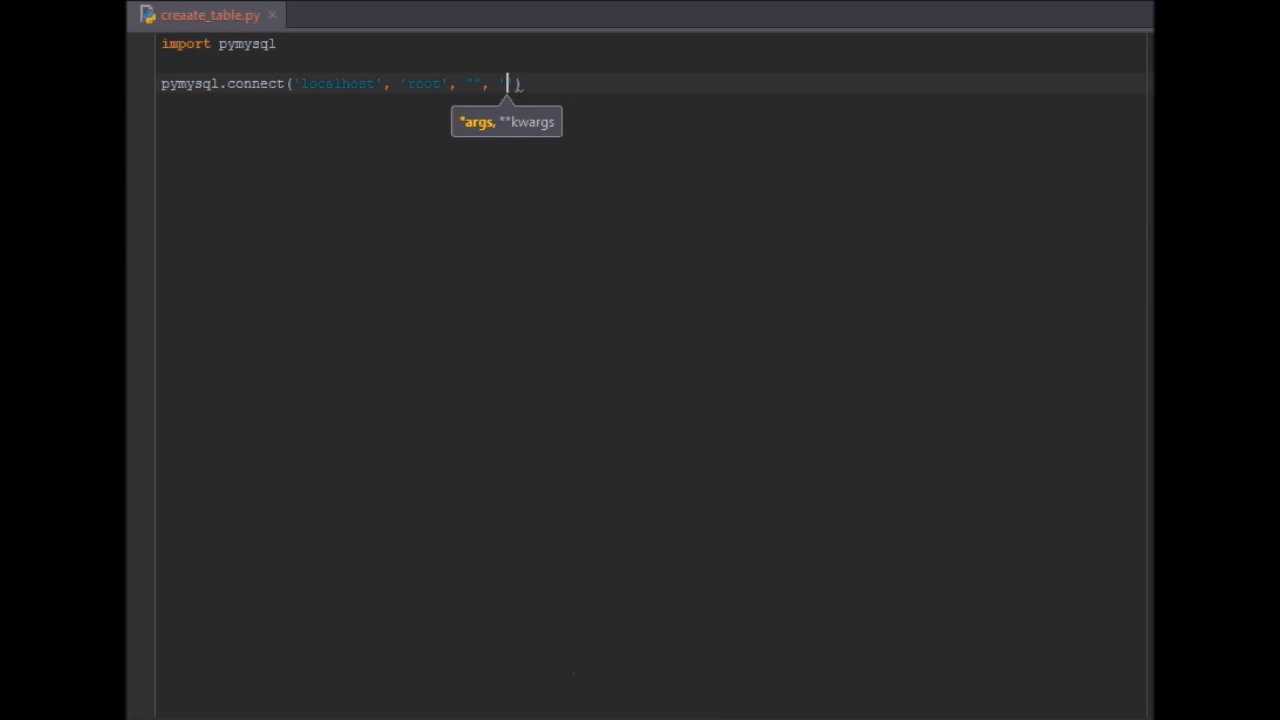 creaate_table.py ×
import pymysql
pymysql.connect('localhost', 'root', "", '')
*args, **kwargs